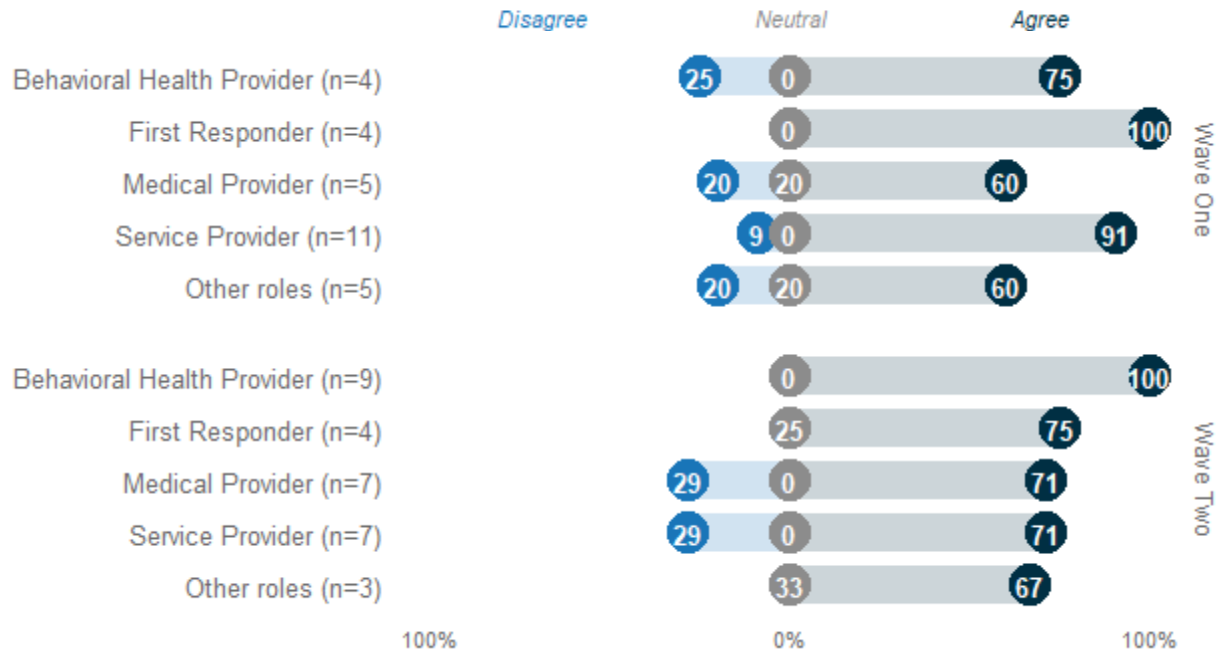 Disagree Neutral Agree
Behavioral Health Provider (n=4) 25 0 75
First Responder (n=4) 0 100
Medical Provider (n=5) 20 20 60
Service Provider (n=11) 9 0 91
Other roles (n=5) 20 20 60
Wave One
Behavioral Health Provider (n=9) 0 100
First Responder (n=4) 25 75
Medical Provider (n=7) 29 0 71
Service Provider (n=7) 29 0 71
Other roles (n=3) 33 67
Wave Two
100% 0% 100%